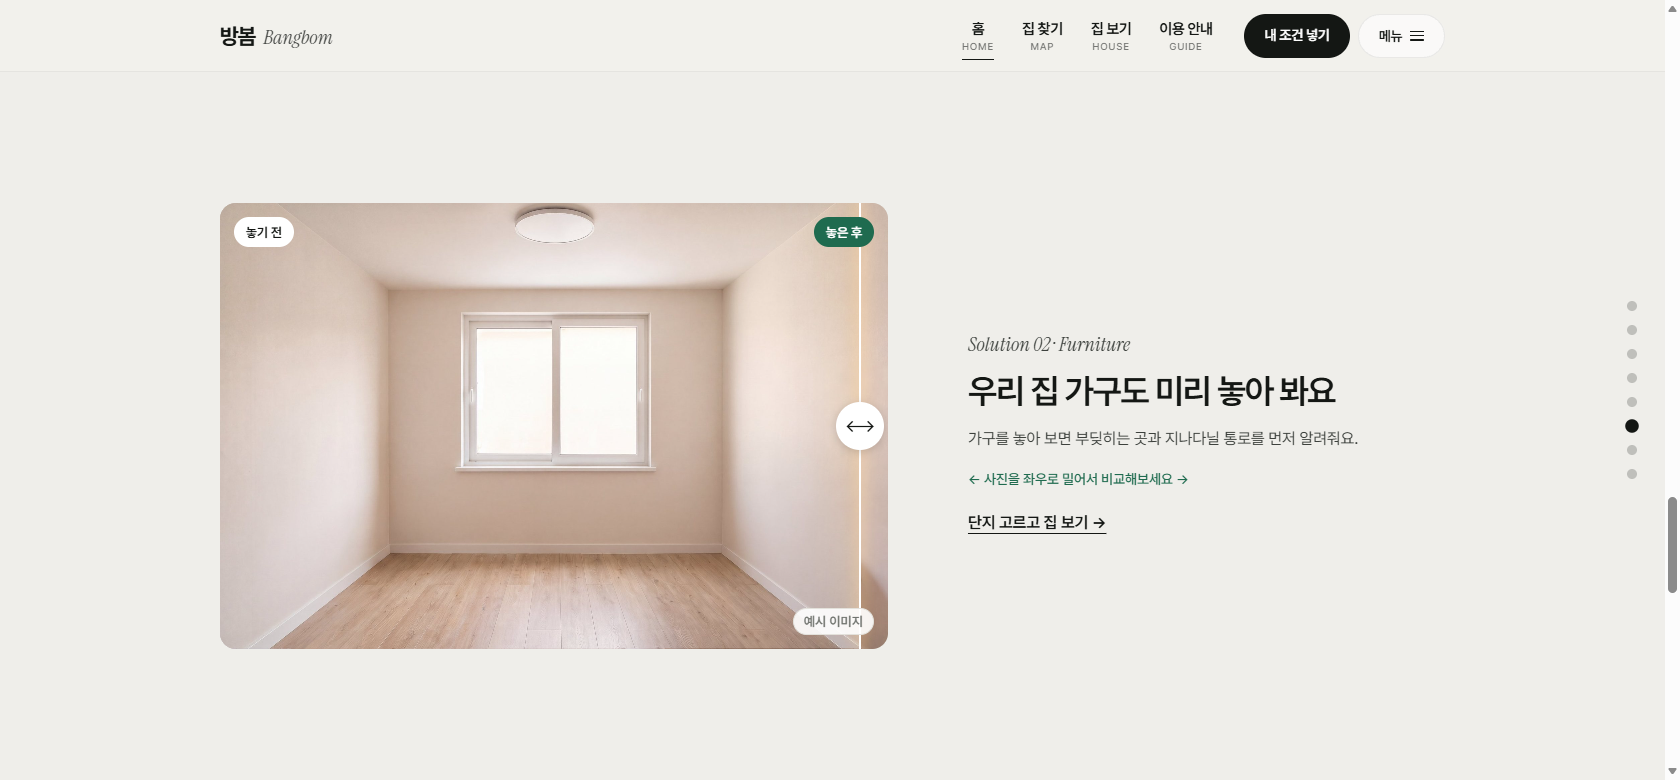 방봄 Bangbom
홈
HOME
집 찾기
MAP
집 보기
HOUSE
이용 안내
GUIDE
내 조건 넣기
메뉴
놓기 전
놓은 후
예시 이미지
Solution 02 · Furniture
우리 집 가구도 미리 놓아 봐요
가구를 놓아 보면 부딪히는 곳과 지나다닐 통로를 먼저 알려줘요.
← 사진을 좌우로 밀어서 비교해보세요 →
단지 고르고 집 보기 →